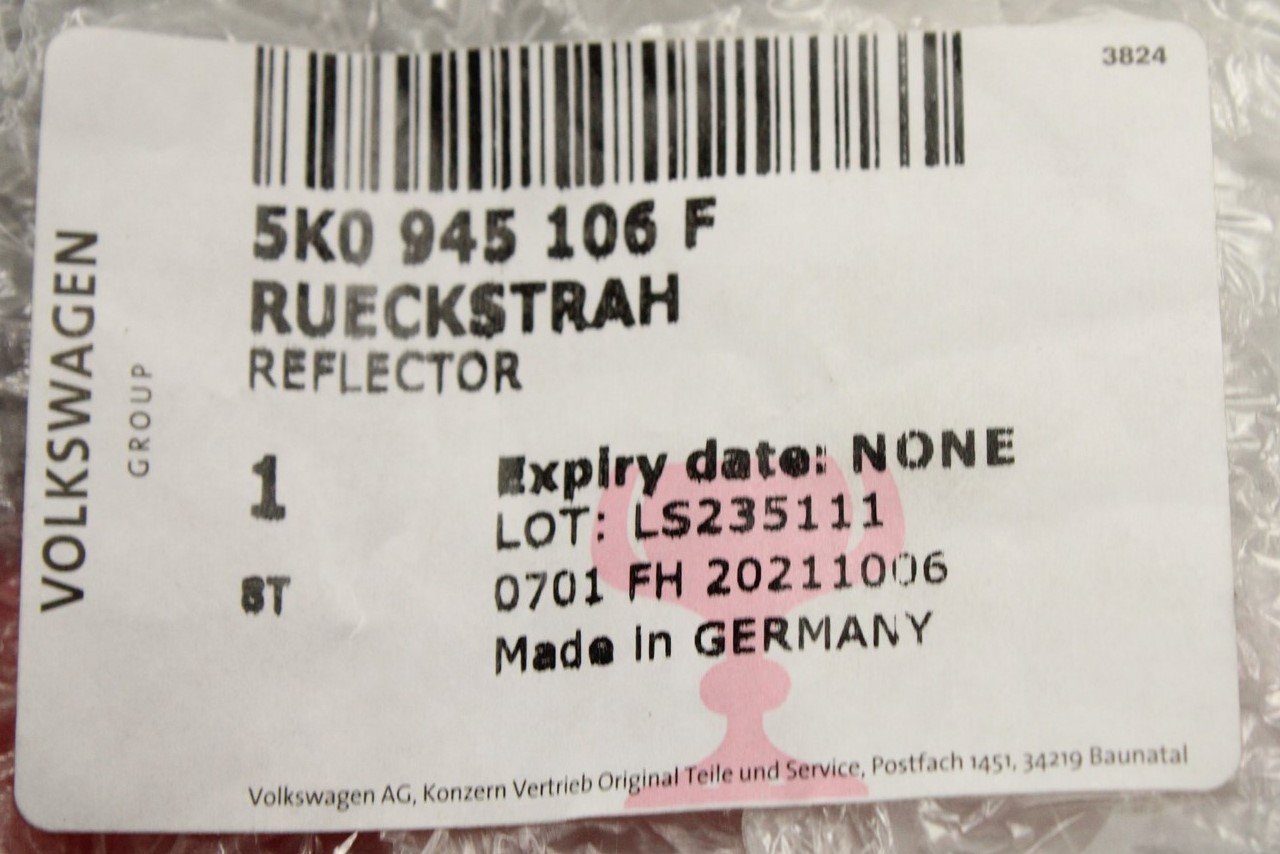 3824
5K0 945 106 F
RUECKSTRAH
REFLECTOR
VOLKSWAGEN
GROUP
1
ST
Expiry date: NONE
LOT: LS235111
0701 FH 20211006
Made in GERMANY
Volkswagen AG, Konzern Vertrieb Original Teile und Service, Postfach 1451, 34219 Baunatal